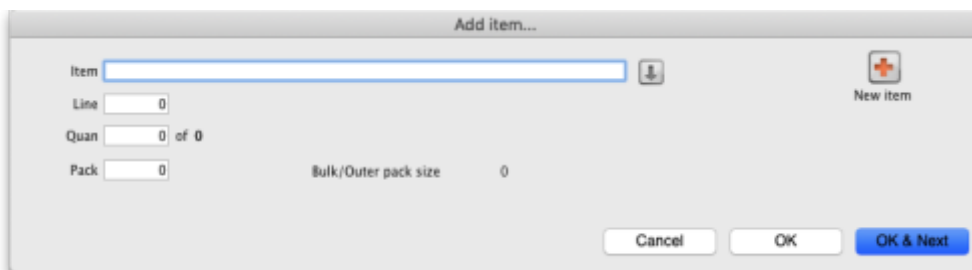 Add item...
Item
New item
Line 0
Quan 0 of 0
Pack 0 Bulk/Outer pack size 0
Cancel OK OK & Next